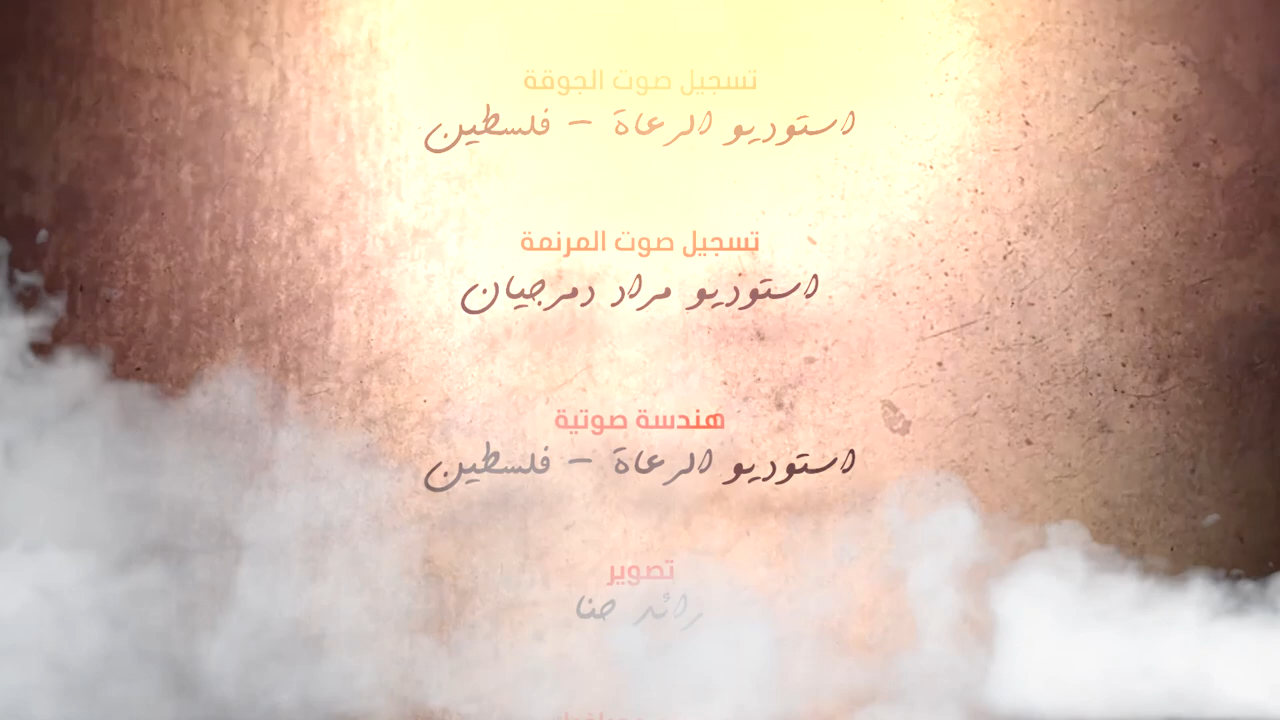 تسجيل صوت الجوقة
استوديو الرعاة - فلسطين
تسجيل صوت المرنمة
استوذيو مراد دمرجيان
هندسة صوتية
استوديو الرعاة - فلسطين
تصوير
رائد حنا